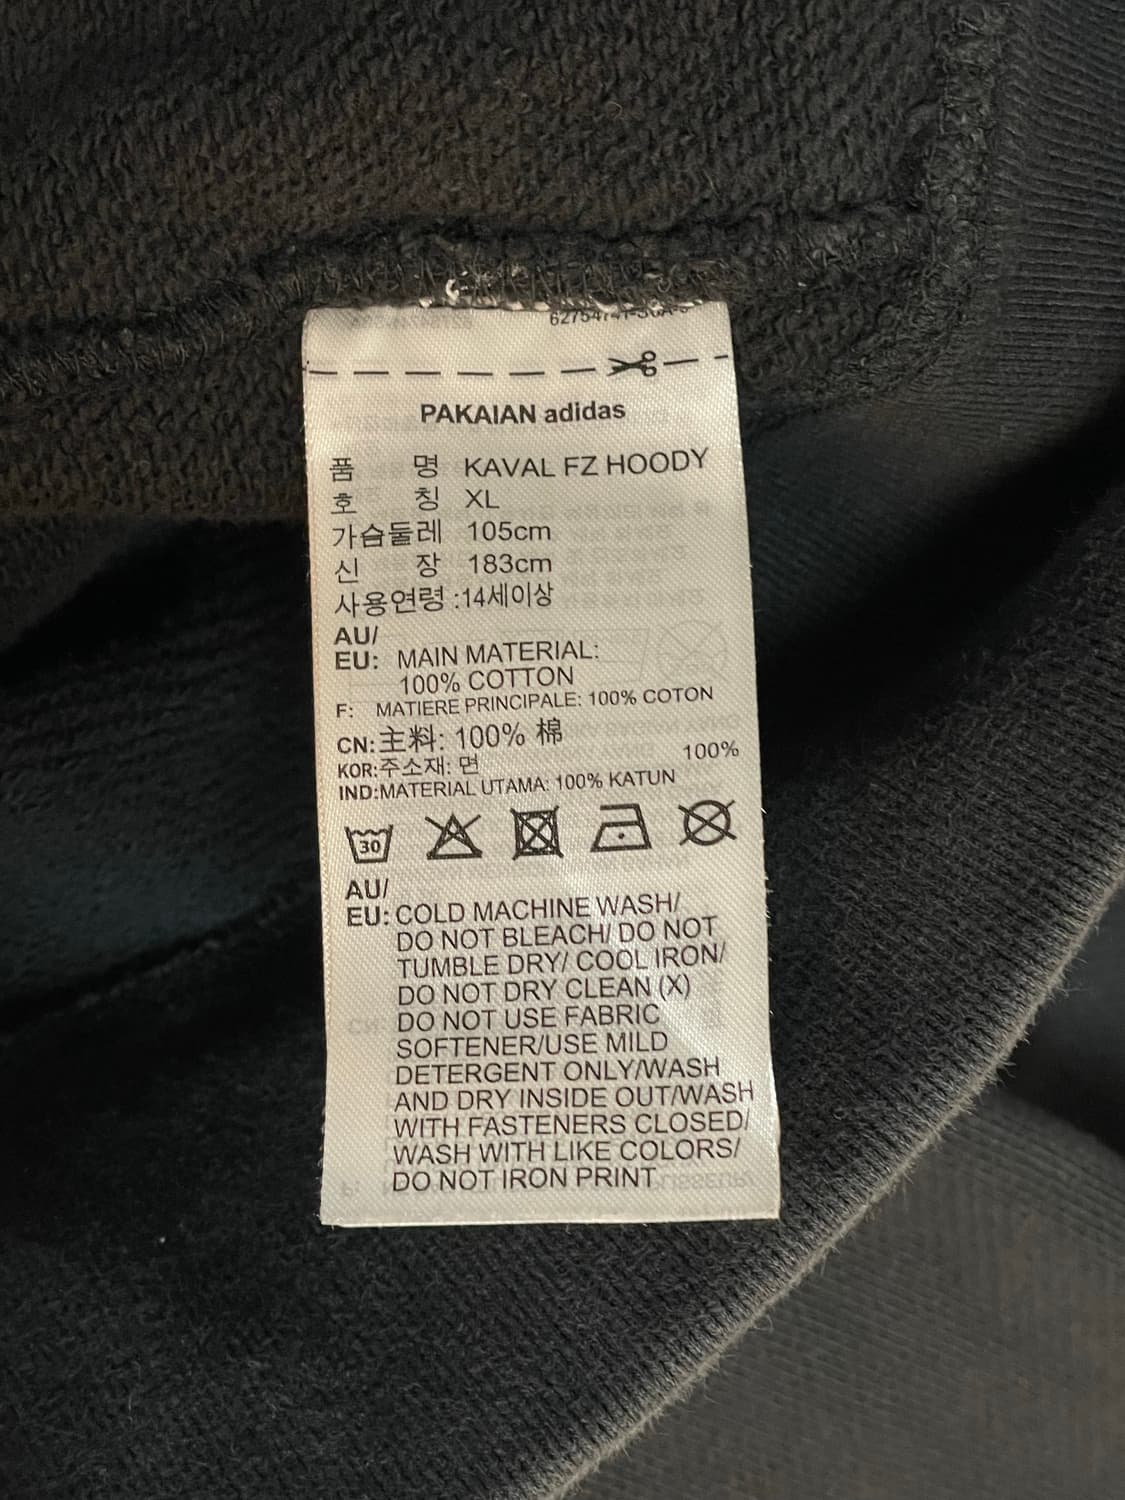 PAKAIAN adidas
품 명 KAVAL FZ HOODY
호 칭 XL
가슴둘레 105cm
신 장 183cm
사용연령 :14세이상
AU/
EU: MAIN MATERIAL:
100% COTTON
F: MATIERE PRINCIPALE: 100% COTON
CN:主料: 100% 棉
KOR:주소재: 면 100%
IND:MATERIAL UTAMA: 100% KATUN
30
AU/
EU: COLD MACHINE WASH/
DO NOT BLEACH/ DO NOT
TUMBLE DRY/ COOL IRON/
DO NOT DRY CLEAN (X)
DO NOT USE FABRIC
SOFTENER/USE MILD
DETERGENT ONLY/WASH
AND DRY INSIDE OUT/WASH
WITH FASTENERS CLOSED/
WASH WITH LIKE COLORS/
DO NOT IRON PRINT